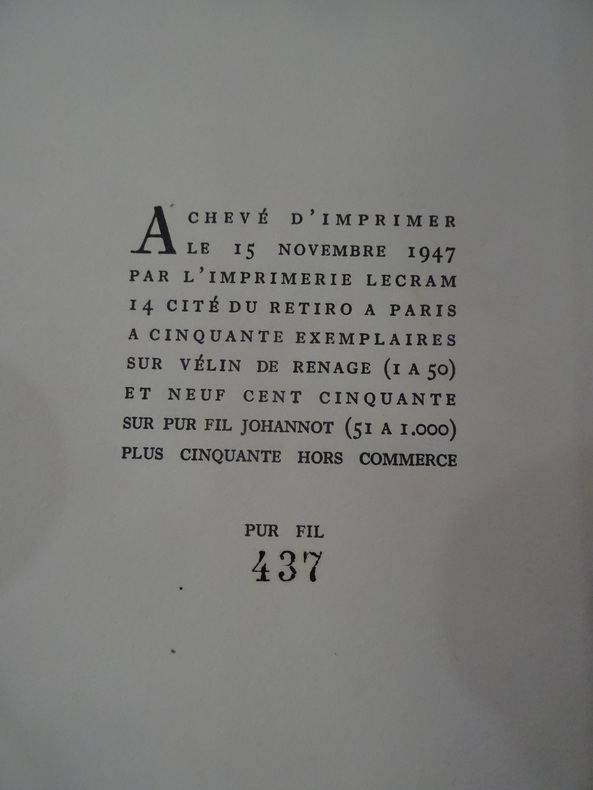 ACHEVÉ D'IMPRIMER
LE 15 NOVEMBRE 1947
PAR L'IMPRIMERIE LECRAM
14 CITÉ DU RETIRO A PARIS
A CINQUANTE EXEMPLAIRES
SUR VÉLIN DE RENAGE (1 A 50)
ET NEUF CENT CINQUANTE
SUR PUR FIL JOHANNOT (51 A 1.000)
PLUS CINQUANTE HORS COMMERCE
PUR FIL
437